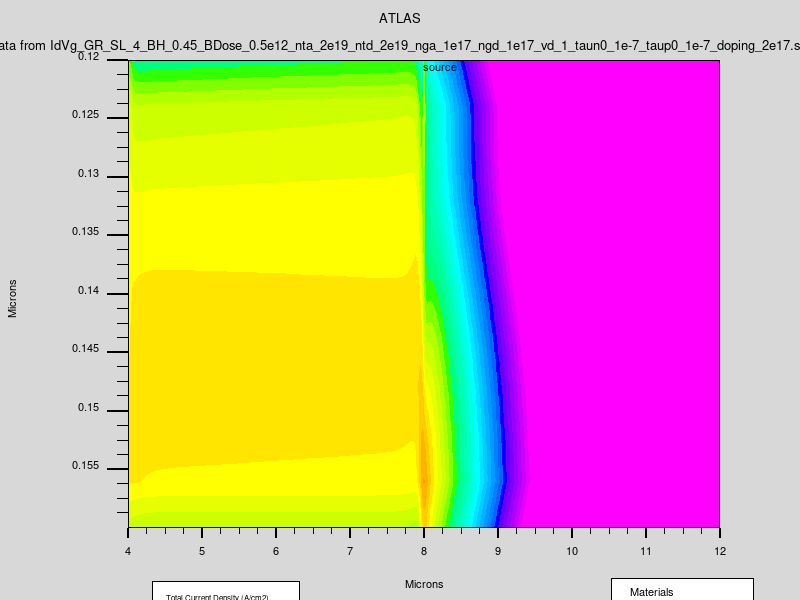 ATLAS
ata from IdVg_GR_SL_4_BH_0.45_BDose_0.5e12_nta_2e19_ntd_2e19_nga_1e17_ngd_1e17_vd_1_taun0_1e-7_taup0_1e-7_doping_2e17.s
0.12
source
0.125
0.13
0.135
0.14
0.145
0.15
0.155
Microns
4 5 6 7 8 9 10 11 12
Microns
Total Current Density (A/cm2)
Materials